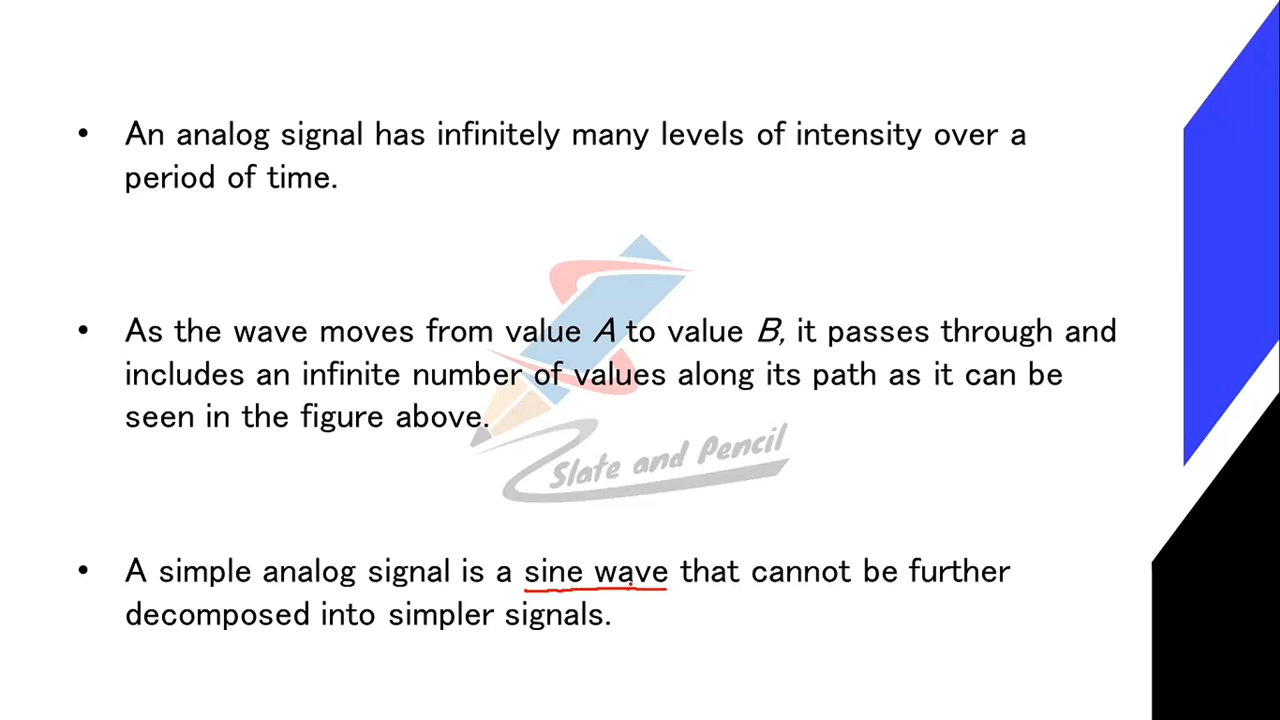 • An analog signal has infinitely many levels of intensity over a
period of time.
• As the wave moves from value A to value B, it passes through and
includes an infinite number of values along its path as it can be
seen in the figure above.
Slate and Pencil
• A simple analog signal is a sine wave that cannot be further
decomposed into simpler signals.